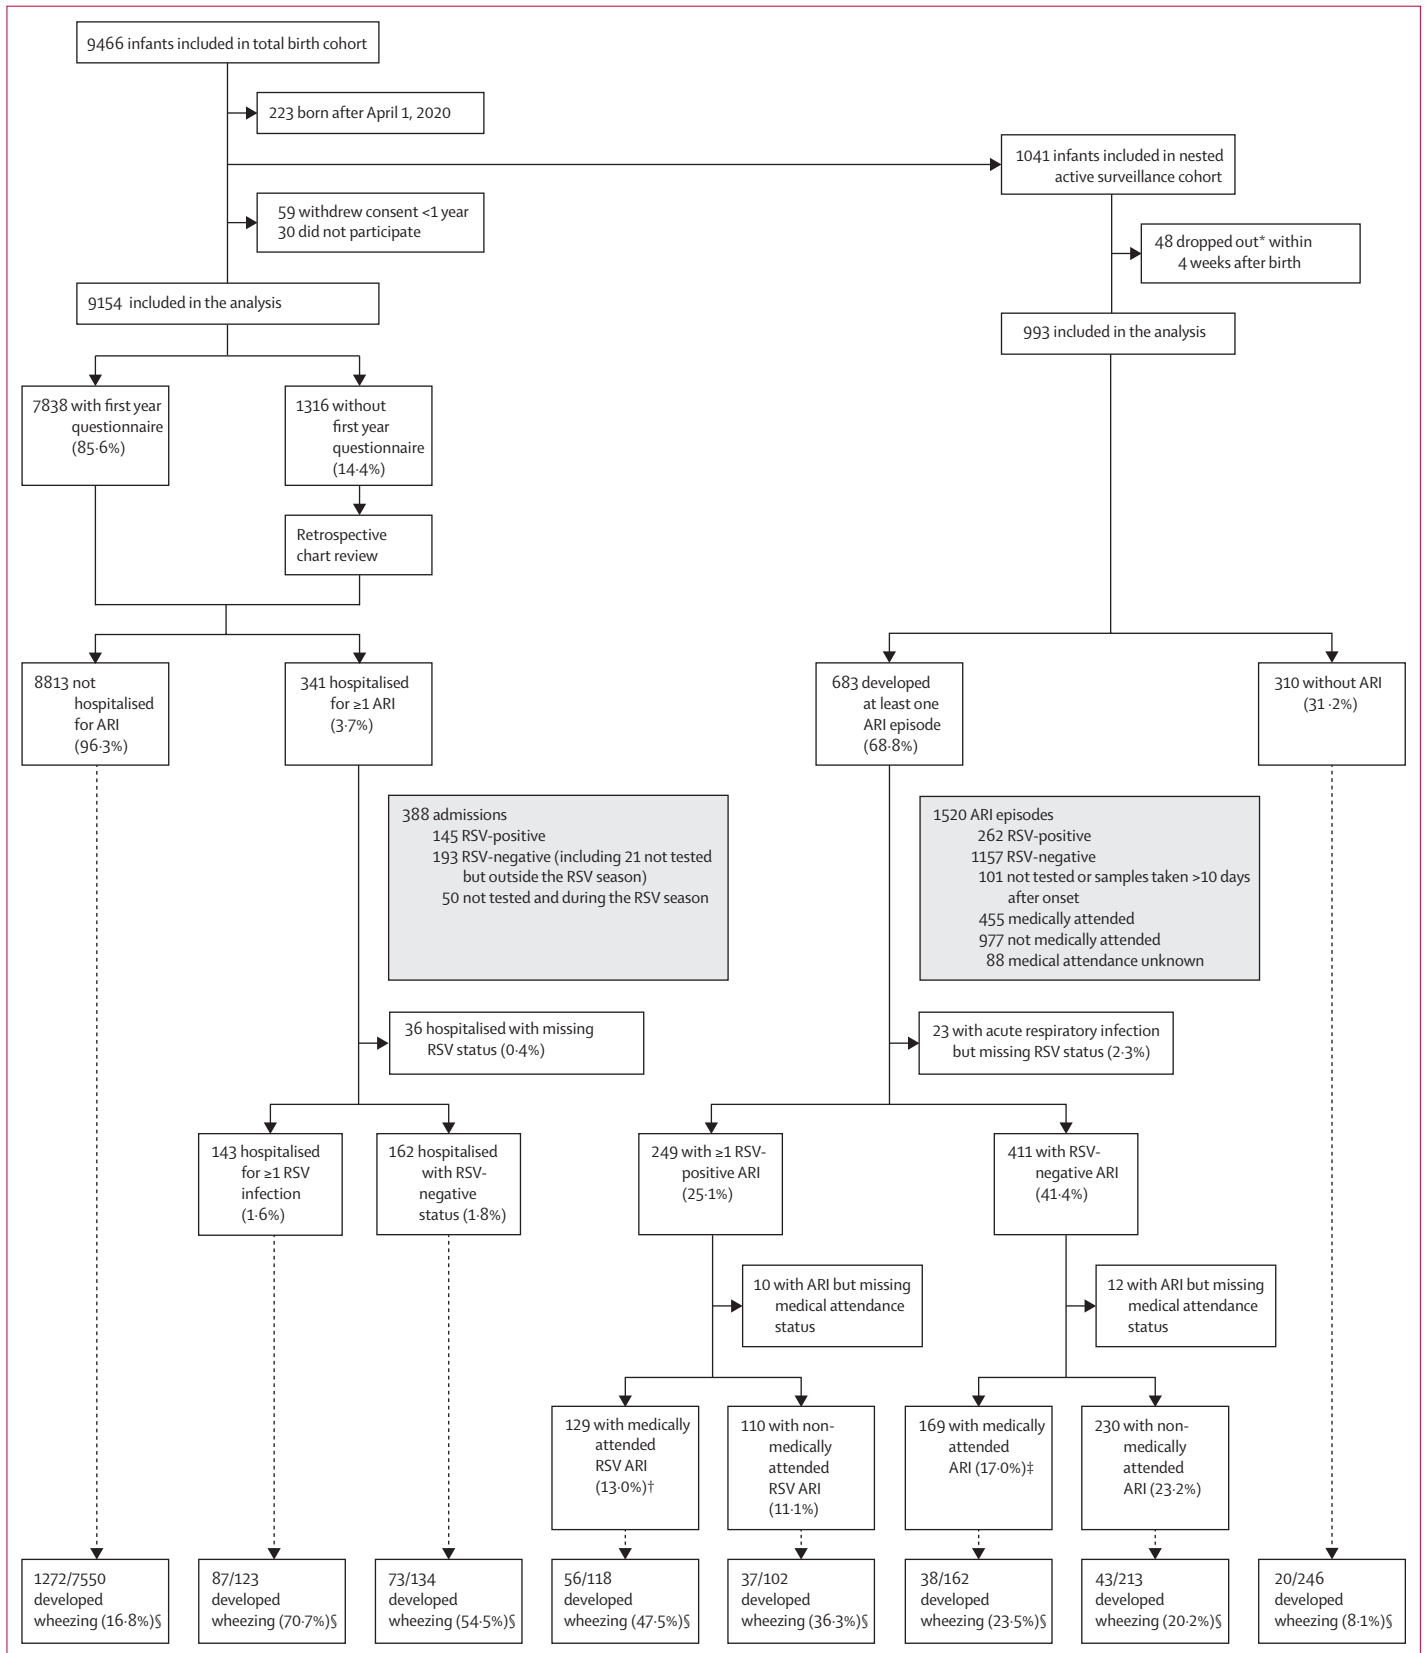 9466 infants included in total birth cohort
223 born after April 1, 2020
1041 infants included in nested
active surveillance cohort
59 withdrew consent <1 year
30 did not participate
48 dropped out* within
4 weeks after birth
9154 included in the analysis
993 included in the analysis
7838 with first year
questionnaire
(85·6%)
1316 without
first year
questionnaire
(14·4%)
Retrospective
chart review
8813 not
hospitalised
for ARI
(96·3%)
341 hospitalised
for ≥1 ARI
(3·7%)
683 developed
at least one
ARI episode
(68·8%)
310 without ARI
(31·2%)
388 admissions
145 RSV-positive
193 RSV-negative (including 21 not tested
but outside the RSV season)
50 not tested and during the RSV season
1520 ARI episodes
262 RSV-positive
1157 RSV-negative
101 not tested or samples taken >10 days
after onset
455 medically attended
977 not medically attended
88 medical attendance unknown
36 hospitalised with missing
RSV status (0·4%)
23 with acute respiratory infection
but missing RSV status (2·3%)
143 hospitalised
for ≥1 RSV
infection
(1·6%)
162 hospitalised
with RSV-
negative
status (1·8%)
249 with ≥1 RSV-
positive ARI
(25·1%)
411 with RSV-
negative ARI
(41·4%)
10 with ARI but missing
medical attendance
status
12 with ARI but missing
medical attendance
status
129 with medically
attended
RSV ARI
(13·0%)†
110 with non-
medically
attended
RSV ARI
(11·1%)
169 with medically
attended
ARI (17·0%)‡
230 with non-
medically
attended
ARI (23·2%)
1272/7550
developed
wheezing (16·8%)§
87/123
developed
wheezing (70·7%)§
73/134
developed
wheezing (54·5%)§
56/118
developed
wheezing (47·5%)§
37/102
developed
wheezing (36·3%)§
38/162
developed
wheezing (23·5%)§
43/213
developed
wheezing (20·2%)§
20/246
developed
wheezing (8·1%)§